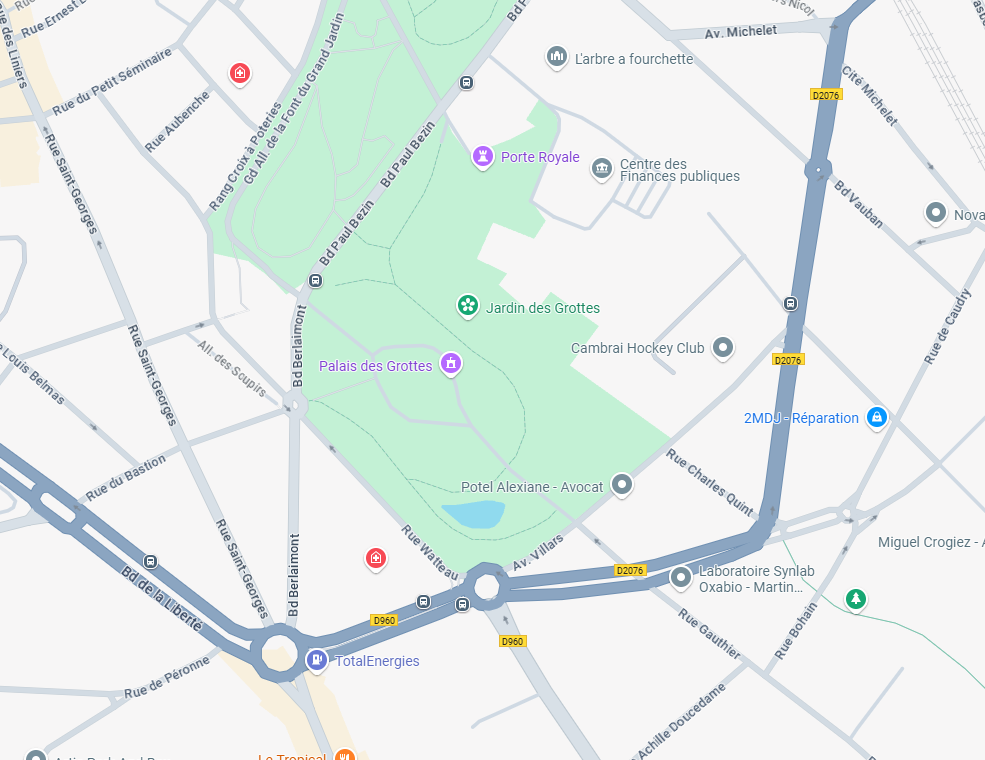 Rue des Liniers
Rue Ernest
Bd
Av. Michelet
L'arbre a fourchette
Rue du Petit Séminaire
Rue Aubenche
Rue Saint-Georges
Rang Croix à Poteries
Gd All. de la Font du Grand Jardin
Bd Paul Bezin
Porte Royale
Centre des
Finances publiques
D2076
Cité Michelet
Bd Vauban
Nova
Bd Paul Bezin
Jardin des Grottes
Palais des Grottes
Bd Berlaimont
All. des Scupirs
Rue Saint-Georges
Louis Belmas
Cambrai Hockey Club
D2076
Rue de Caudry
2MDJ - Réparation
Rue du Bastion
Potel Alexiane - Avocat
Rue Charles Quint
Rue Watteau
Av. Villars
Rue Saint-Georges
Bd Berlaimont
Bd de la Liberté
D2076
Laboratoire Synlab
Oxabio - Martin...
Miguel Crogiez -
D960
D960
TotalEnergies
Rue Gauthier
Rue Bohain
Rue de Péronne
Achille Doucedame
Le Tropical